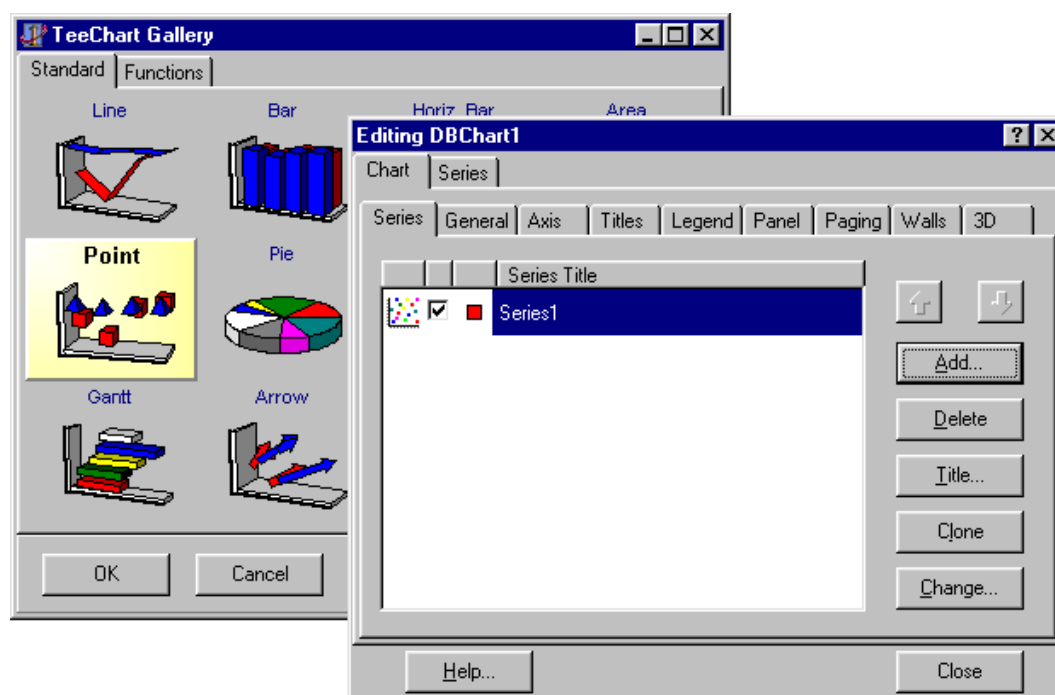 TeeChart Gallery
Standard Functions
Line Bar Horiz. Bar Area
Point Pie
Gantt Arrow
OK Cancel
Editing DBChart1
Chart Series
Series General Axis Titles Legend Panel Paging Walls 3D
Series Title
Series1
Add...
Delete
Title...
Clone
Change...
Help... Close